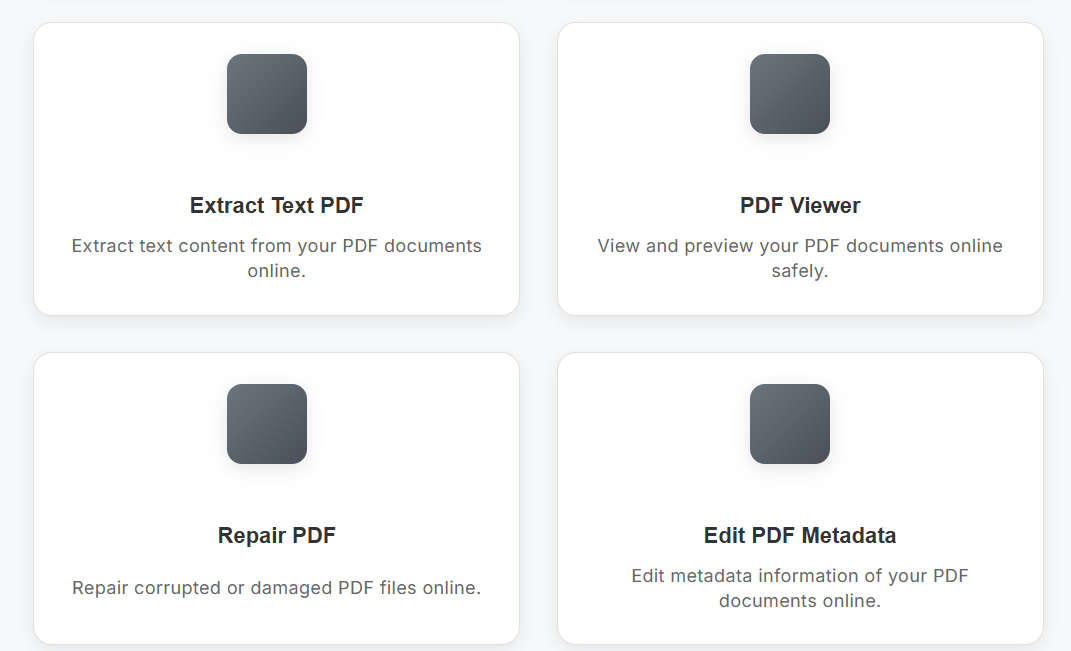 Extract Text PDF
Extract text content from your PDF documents
online.
PDF Viewer
View and preview your PDF documents online
safely.
Repair PDF
Repair corrupted or damaged PDF files online.
Edit PDF Metadata
Edit metadata information of your PDF
documents online.